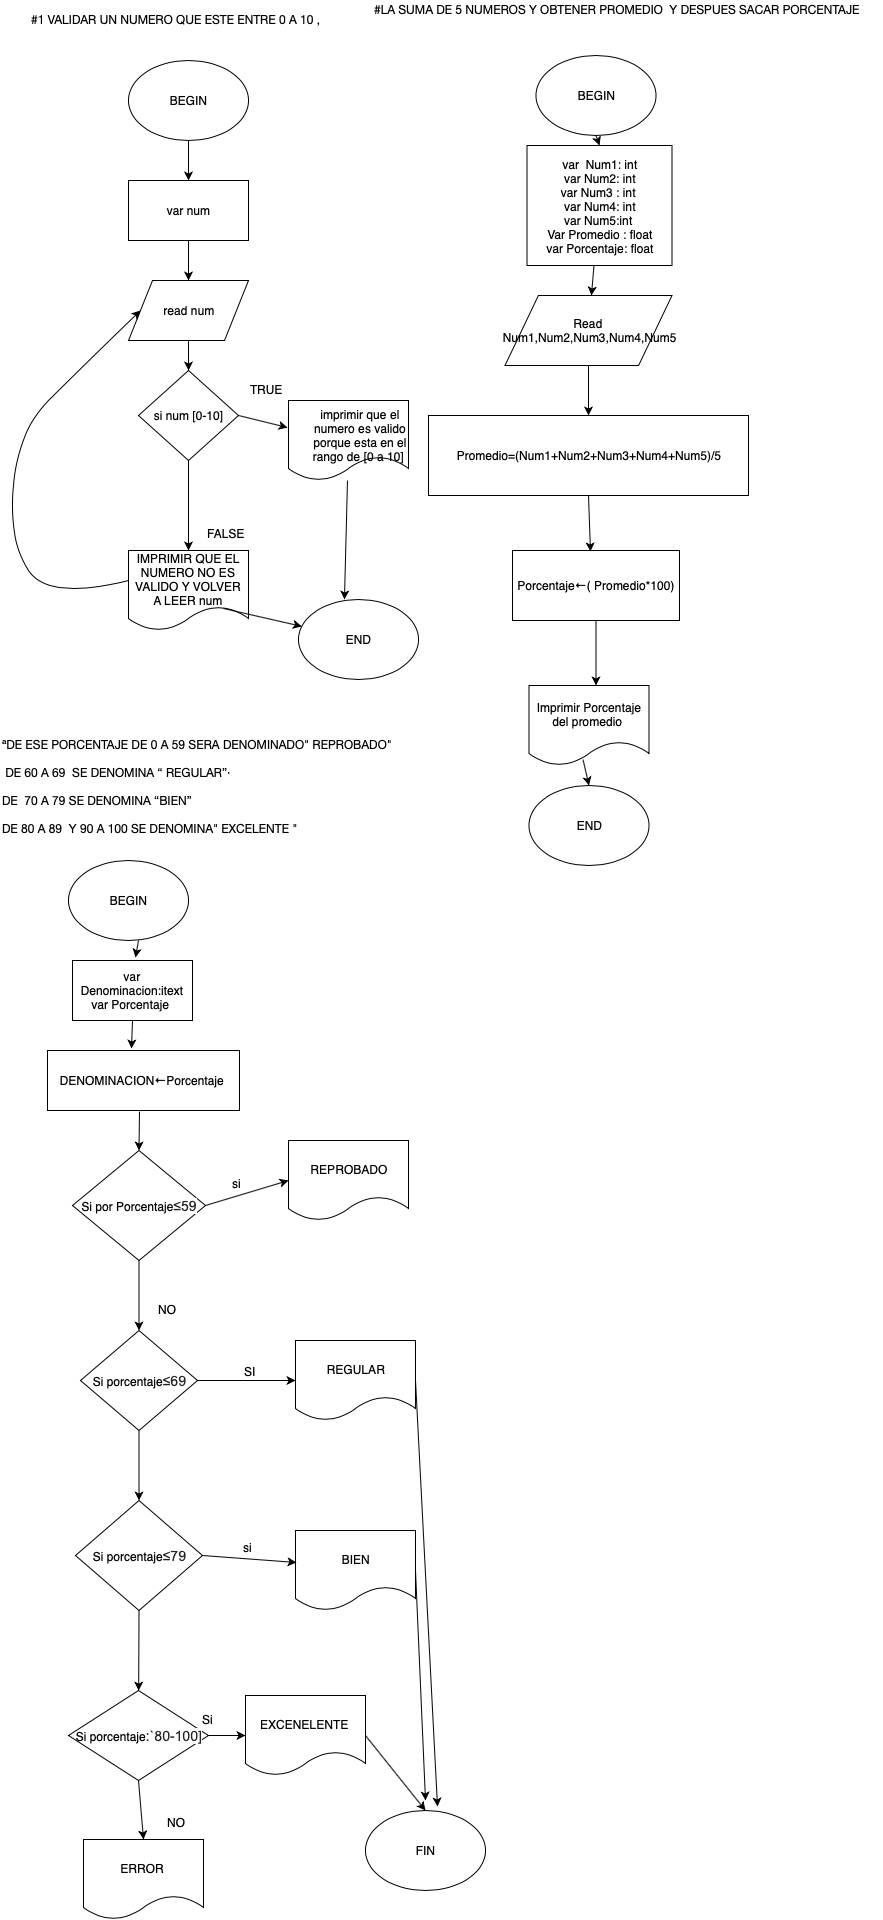 #1 VALIDAR UN NUMERO QUE ESTE ENTRE 0 A 10 ,
BEGIN
var num
read num
si num [0-10]
TRUE
imprimir que el
numero es valido
porque esta en el
rango de [0 a 10]
FALSE
IMPRIMIR QUE EL
NUMERO NO ES
VALIDO Y VOLVER
A LEER num
END
#LA SUMA DE 5 NUMEROS Y OBTENER PROMEDIO Y DESPUES SACAR PORCENTAJE
BEGIN
var Num1: int
var Num2: int
var Num3 : int
var Num4: int
var Num5:int
Var Promedio : float
var Porcentaje: float
Read
Num1,Num2,Num3,Num4,Num5
Promedio=(Num1+Num2+Num3+Num4+Num5)/5
Porcentaje←( Promedio*100)
Imprimir Porcentaje
del promedio
END
ªDE ESE PORCENTAJE DE 0 A 59 SERA DENOMINADO" REPROBADO"
DE 60 A 69 SE DENOMINA “ REGULAR”·
DE 70 A 79 SE DENOMINA “BIEN”
DE 80 A 89 Y 90 A 100 SE DENOMINA" EXCELENTE "
BEGIN
var
Denominacion:itext
var Porcentaje
DENOMINACION←Porcentaje
Si por Porcentaje≤59
si
REPROBADO
NO
Si porcentaje≤69
SI
REGULAR
Si porcentaje≤79
si
BIEN
Si porcentaje:`80-100]
Si
EXCENELENTE
NO
ERROR
FIN